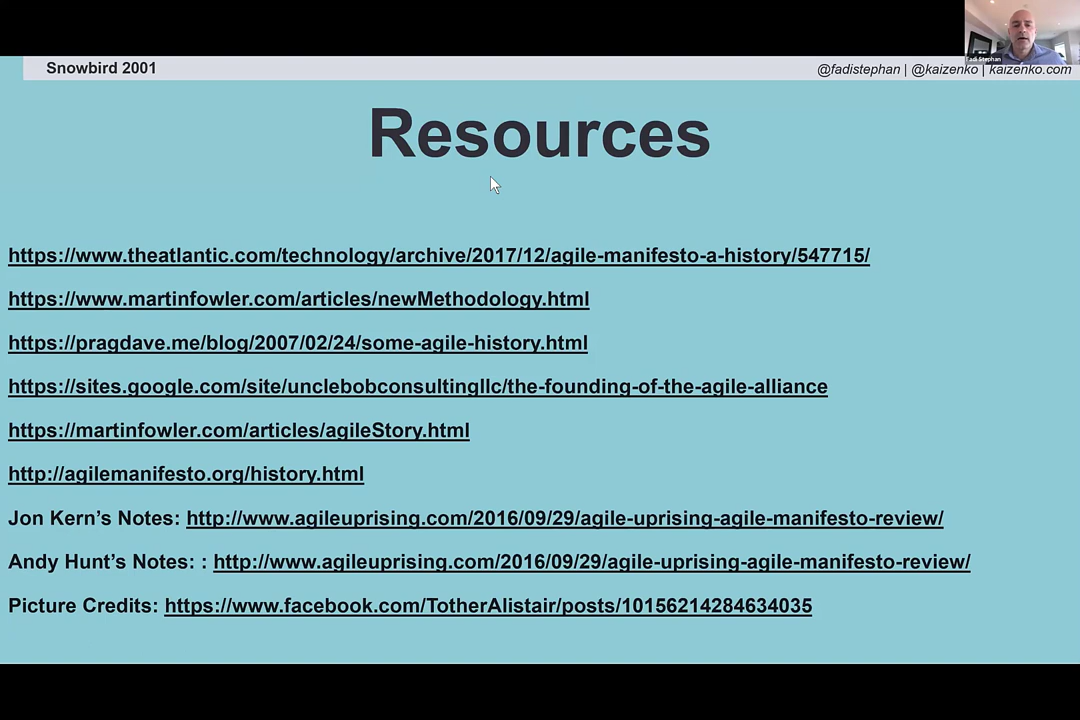 Fadi Stephan
Snowbird 2001
@fadistephan | @kaizenko | kaizenko.com
Resources
https://www.theatlantic.com/technology/archive/2017/12/agile-manifesto-a-history/547715/
https://www.martinfowler.com/articles/newMethodology.html
https://pragdave.me/blog/2007/02/24/some-agile-history.html
https://sites.google.com/site/unclebobconsultingllc/the-founding-of-the-agile-alliance
https://martinfowler.com/articles/agileStory.html
http://agilemanifesto.org/history.html
Jon Kern’s Notes: http://www.agileuprising.com/2016/09/29/agile-uprising-agile-manifesto-review/
Andy Hunt’s Notes: : http://www.agileuprising.com/2016/09/29/agile-uprising-agile-manifesto-review/
Picture Credits: https://www.facebook.com/TotherAlistair/posts/10156214284634035